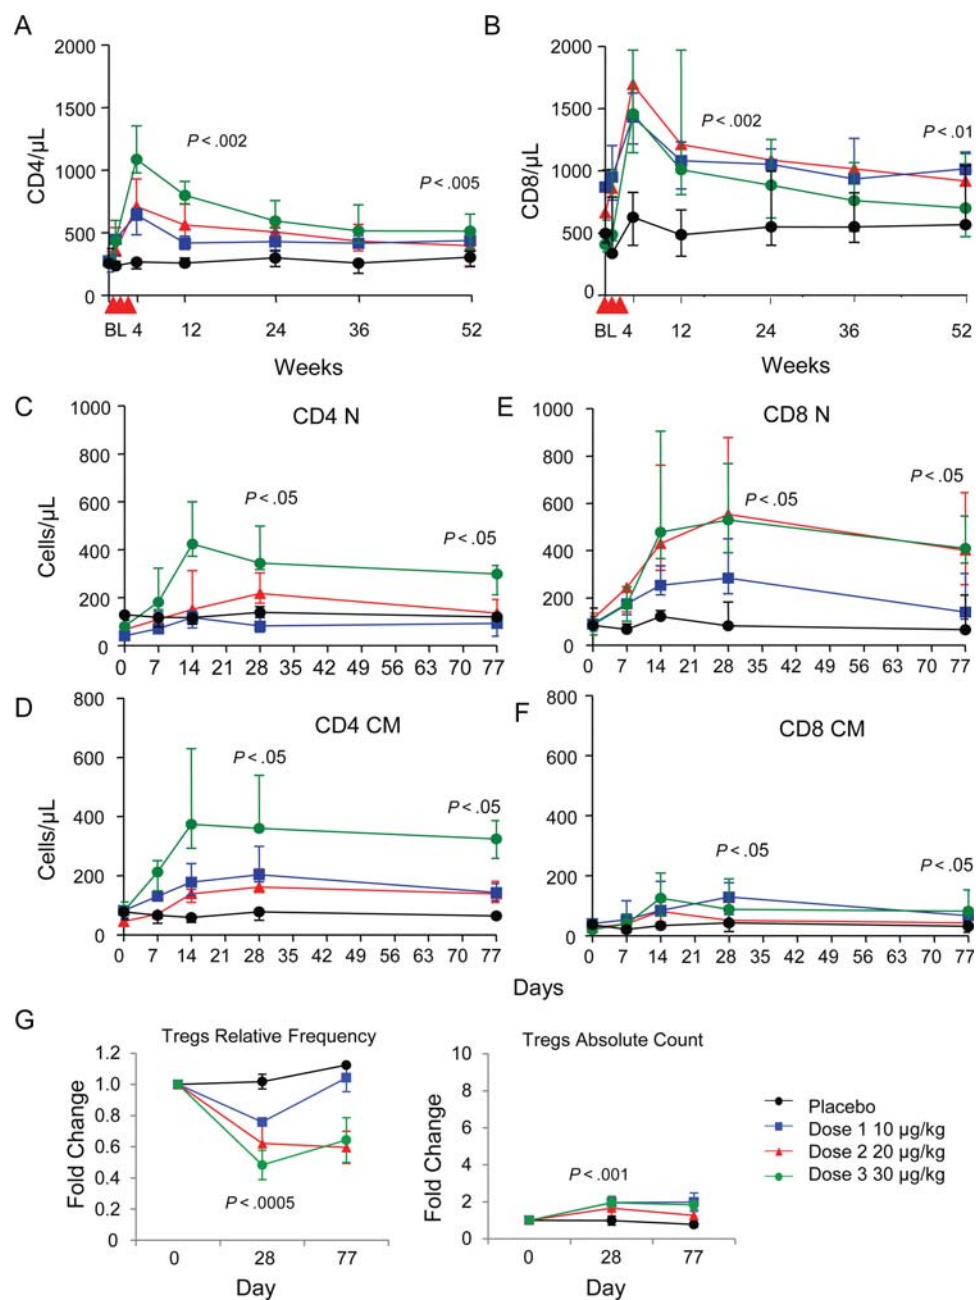 A
2000
1500
1000
500
0
CD4/µL
P < .002
P < .005
BL 4 12 24 36 52
Weeks
B
2000
1500
1000
500
0
CD8/µL
P < .002
P < .01
BL 4 12 24 36 52
Weeks
C
CD4 N
1000
800
600
400
200
0
Cells/µL
P < .05
P < .05
0 7 14 21 28 35 42 49 56 63 70 77
E
CD8 N
1000
800
600
400
200
0
P < .05
P < .05
0 7 14 21 28 35 42 49 56 63 70 77
D
CD4 CM
800
600
400
200
0
Cells/µL
P < .05
P < .05
0 7 14 21 28 35 42 49 56 63 70 77
F
CD8 CM
800
600
400
200
0
P < .05
P < .05
0 7 14 21 28 35 42 49 56 63 70 77
Days
G
Tregs Relative Frequency
1.2
1.0
0.8
0.6
0.4
0.2
0
Fold Change
P < .0005
0 28 77
Day
Tregs Absolute Count
10
8
6
4
2
0
Fold Change
P < .001
0 28 77
Day
Placebo
Dose 1 10 µg/kg
Dose 2 20 µg/kg
Dose 3 30 µg/kg